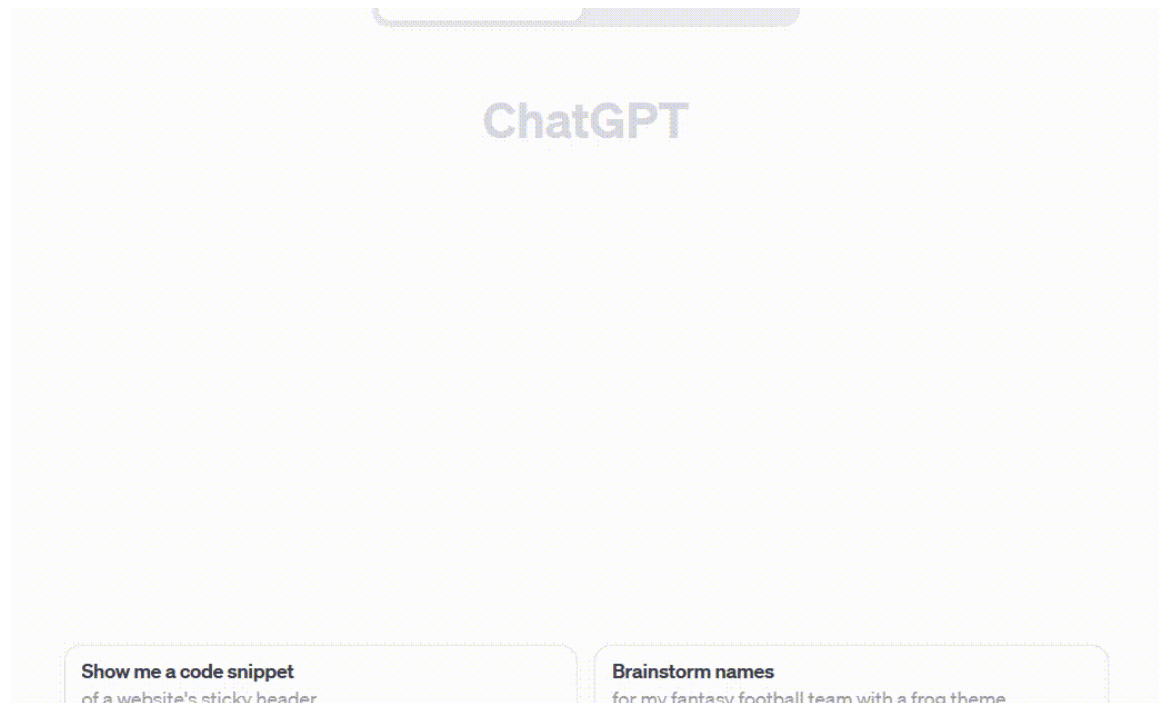 ChatGPT
Show me a code snippet
Brainstorm names
of a website's sticky header
for my fantasy football team with a frog theme